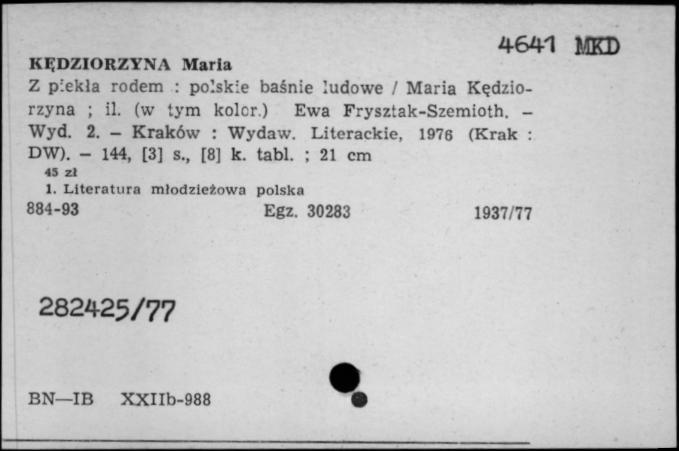 4641 MKD
KĘDZIORZYNA Maria
Z piekła rodem : polskie baśnie ludowe / Maria Kędzio-
rzyna ; il. (w tym kolor.) Ewa Frysztak-Szemioth. –
Wyd. 2. – Kraków : Wydaw. Literackie, 1976 (Krak :
DW). – 144, [3] s., [8] k. tabl. ; 21 cm
45 zł
1. Literatura młodzieżowa polska
884-93 Egz. 30283 1937/77
282425/77
BN—IB XXIIb-988